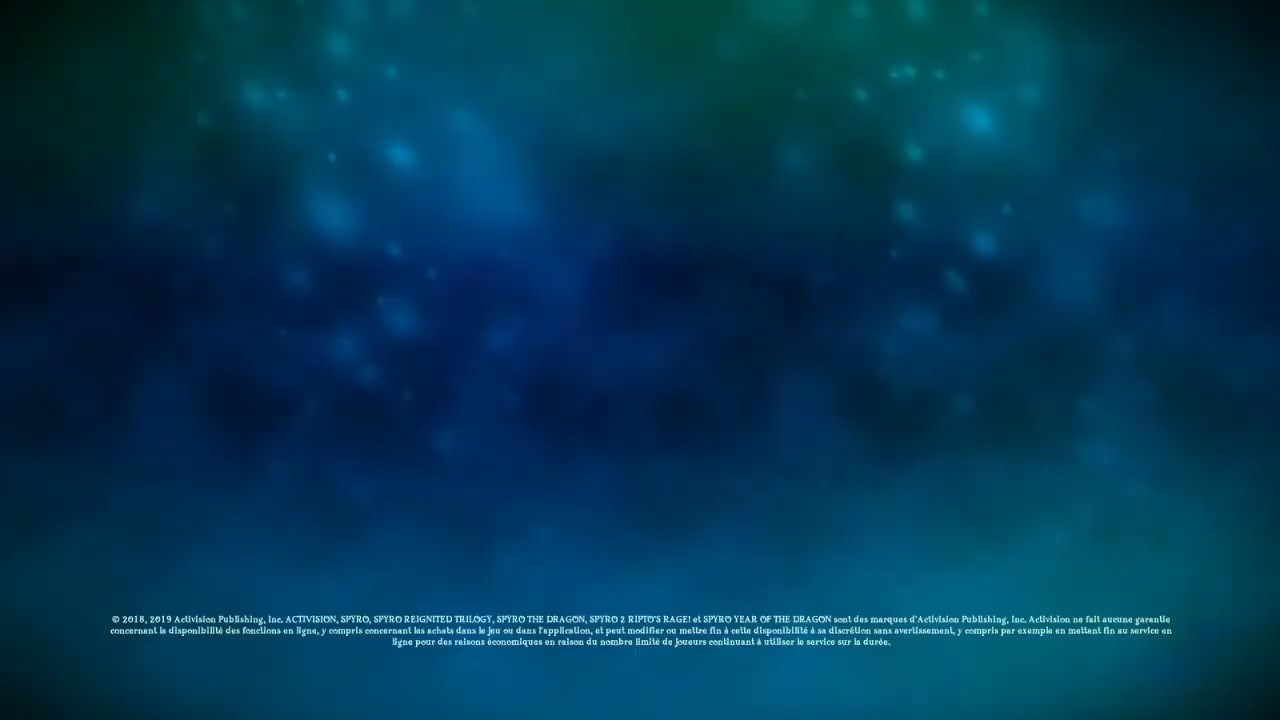 © 2018, 2019 Activision Publishing, Inc. ACTIVISION, SPYRO, SPYRO REIGNITED TRILOGY, SPYRO THE DRAGON, SPYRO 2 RIPTO'S RAGE! et SPYRO YEAR OF THE DRAGON sont des marques d'Activision Publishing, Inc. Activision ne fait aucune garantie
concernant la disponibilité des fonctions en ligne, y compris concernant les achats dans le jeu ou dans l'application, et peut modifier ou mettre fin à cette disponibilité à sa discrétion sans avertissement, y compris par exemple en mettant fin au service en
ligne pour des raisons économiques en raison du nombre limité de joueurs continuant à utiliser le service sur la durée.